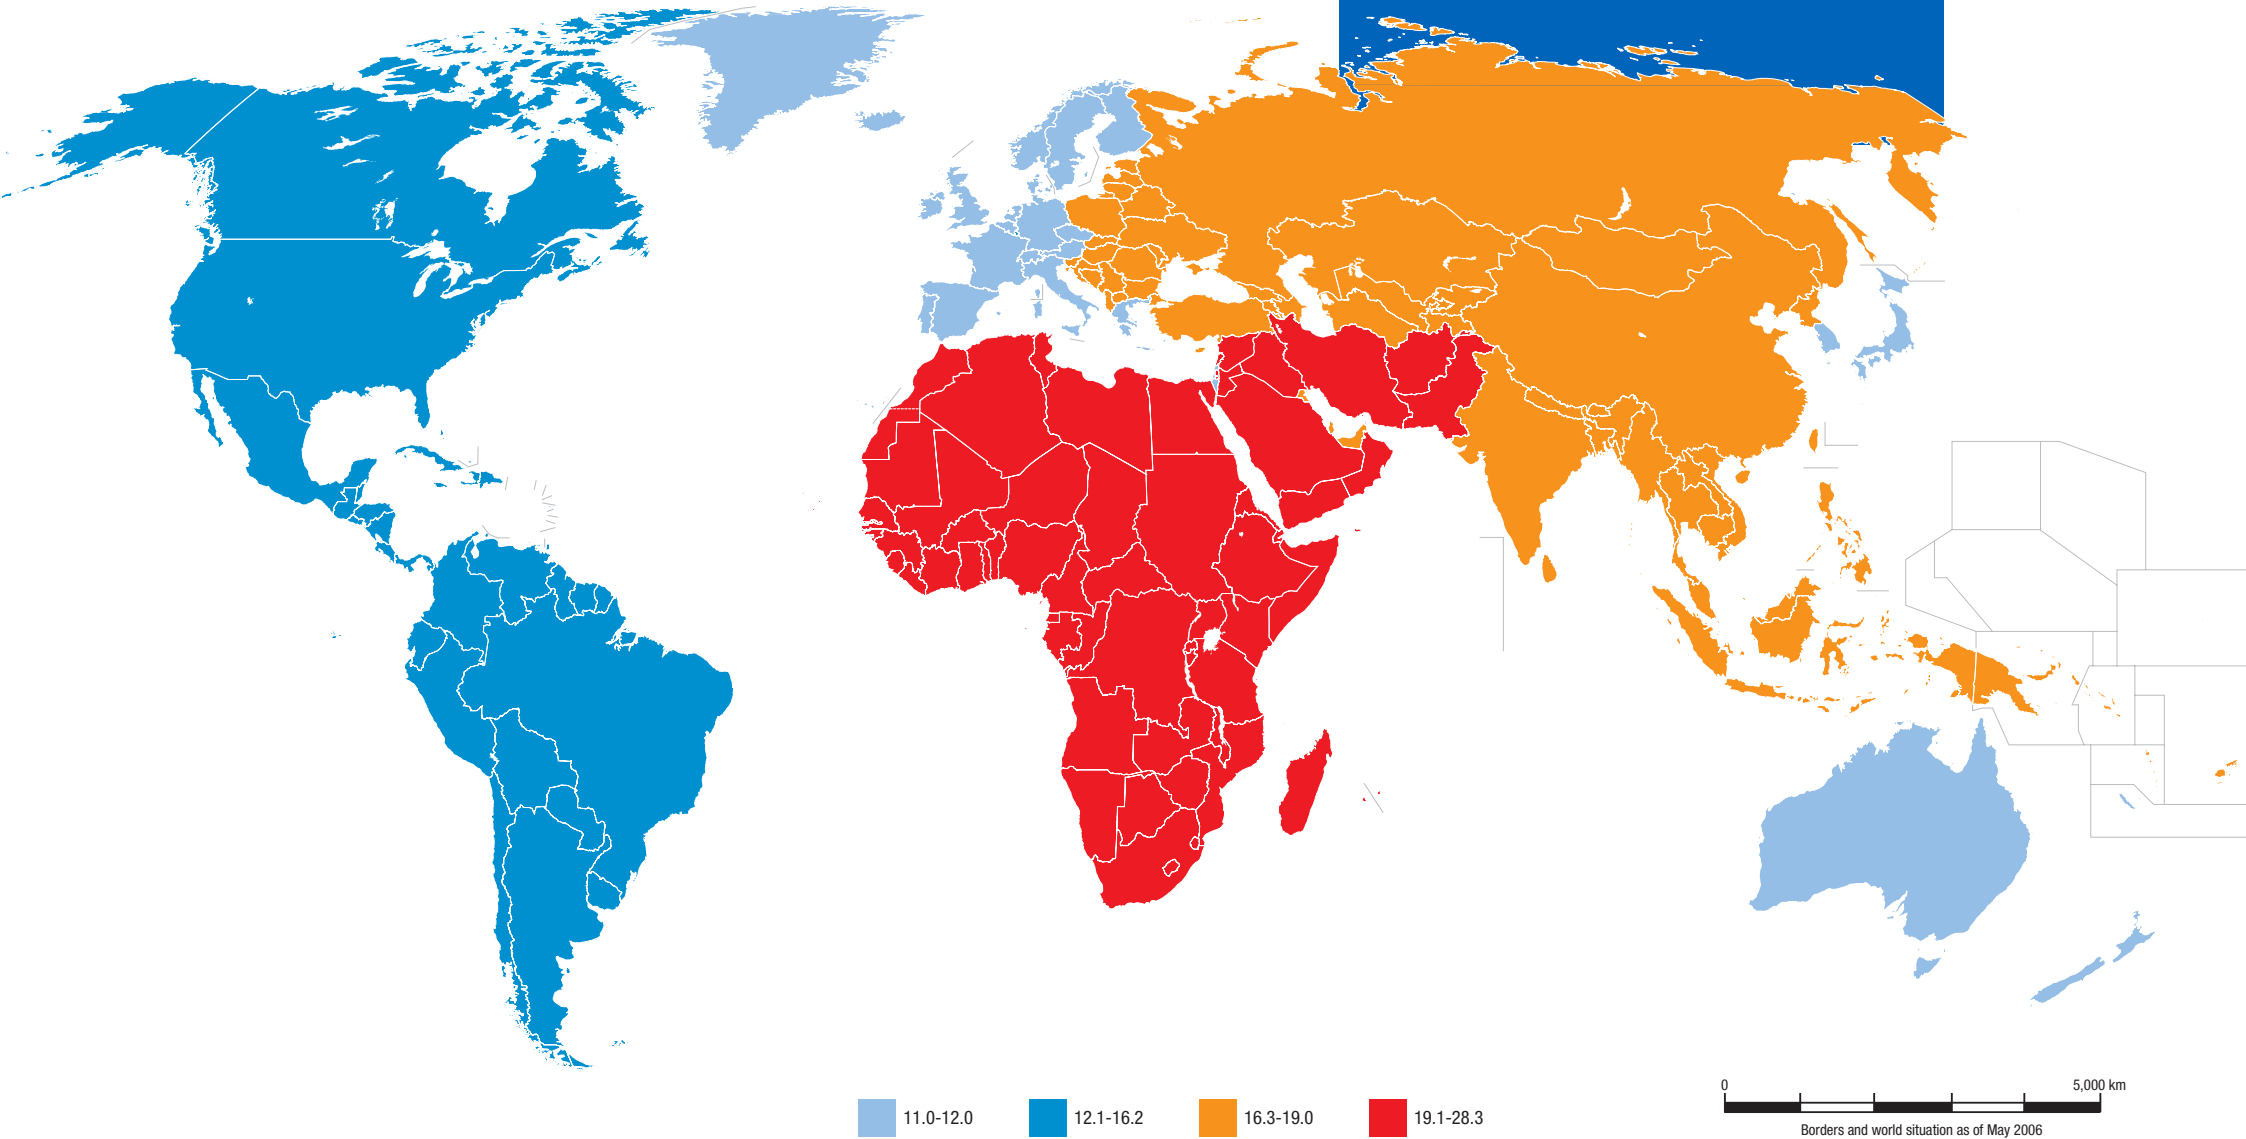 11.0-12.0
12.1-16.2
16.3-19.0
19.1-28.3
0
5,000 km
Borders and world situation as of May 2006